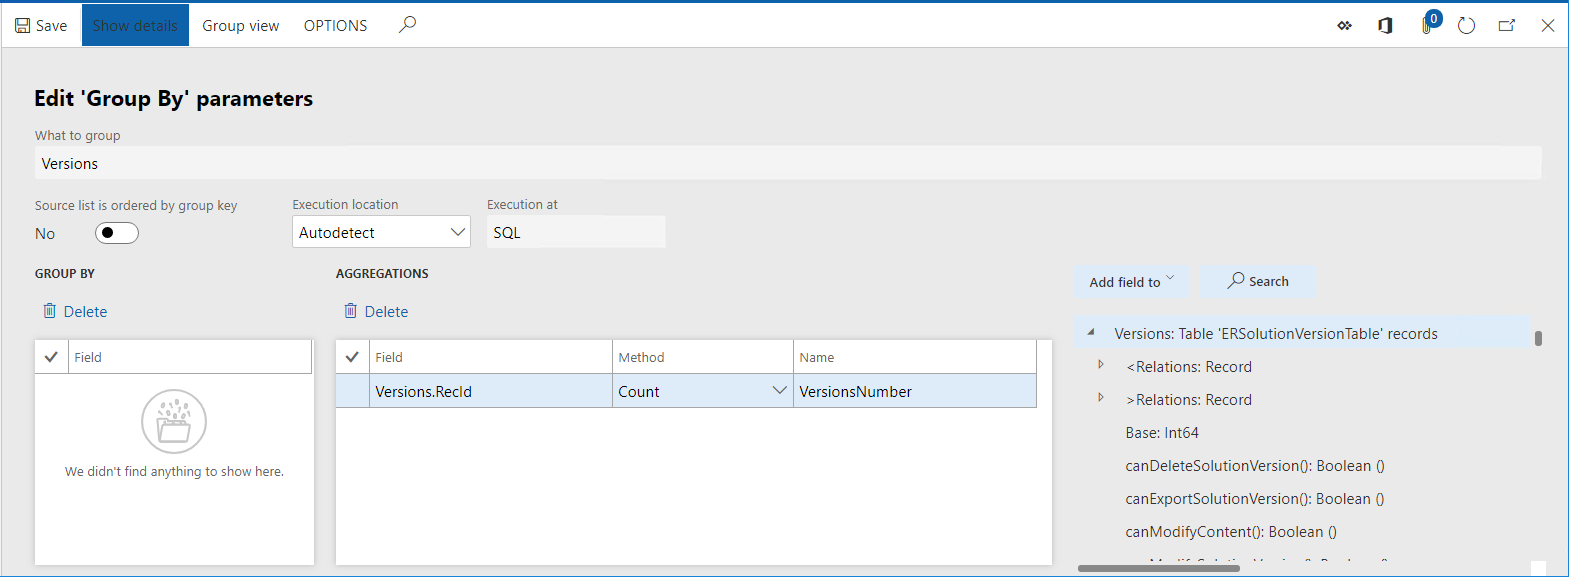 Save Show details Group view OPTIONS 0
Edit 'Group By' parameters
What to group
Versions
Source list is ordered by group key Execution location Execution at
No Autodetect SQL
GROUP BY AGGREGATIONS
Add field to Search
Delete Delete
Versions: Table 'ERSolutionVersionTable' records
Field Field Method Name
<Relations: Record
Versions.RecId Count VersionsNumber
>Relations: Record
Base: Int64
We didn't find anything to show here.
canDeleteSolutionVersion(): Boolean ()
canExportSolutionVersion(): Boolean ()
canModifyContent(): Boolean ()